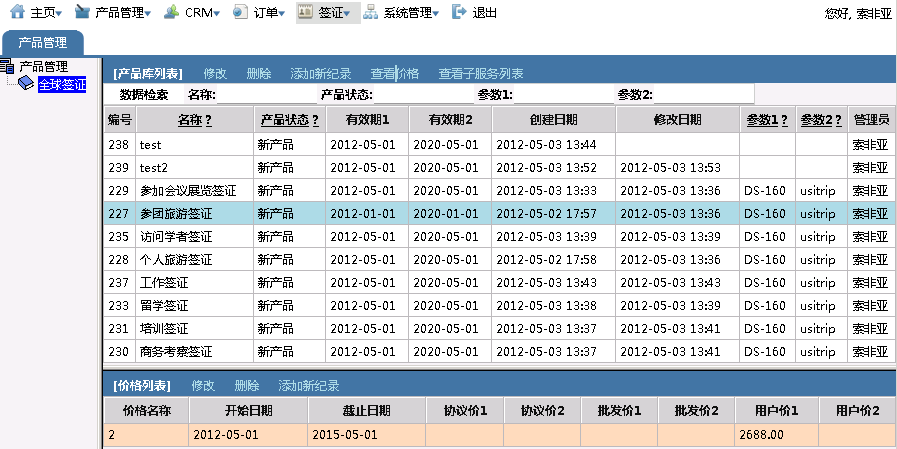 主页 产品管理 CRM 订单 签证 系统管理 退出 您好, 索非亚
产品管理
产品管理
全球签证
[产品库列表] 修改 删除 添加新纪录 查看价格 查看子服务列表
数据检索 名称: 产品状态: 参数1: 参数2:
编号 名称? 产品状态? 有效期1 有效期2 创建日期 修改日期 参数1? 参数2? 管理员
238 test 新产品 2012-05-01 2020-05-01 2012-05-03 13:44 索非亚
239 test2 新产品 2012-05-01 2020-05-01 2012-05-03 13:52 2012-05-03 13:53 索非亚
229 参加会议展览签证 新产品 2012-05-01 2020-05-01 2012-05-03 13:33 2012-05-03 13:36 DS-160 usitrip 索非亚
227 参团旅游签证 新产品 2012-01-01 2020-01-01 2012-05-02 17:57 2012-05-03 13:36 DS-160 usitrip 索非亚
235 访问学者签证 新产品 2012-05-01 2020-05-01 2012-05-03 13:39 2012-05-03 13:39 DS-160 usitrip 索非亚
228 个人旅游签证 新产品 2012-05-01 2020-05-01 2012-05-02 17:58 2012-05-03 13:36 DS-160 usitrip 索非亚
237 工作签证 新产品 2012-05-01 2020-05-01 2012-05-03 13:43 2012-05-03 13:43 DS-160 usitrip 索非亚
233 留学签证 新产品 2012-05-01 2020-05-01 2012-05-03 13:38 2012-05-03 13:39 DS-160 usitrip 索非亚
231 培训签证 新产品 2012-05-01 2020-05-01 2012-05-03 13:37 2012-05-03 13:41 DS-160 usitrip 索非亚
230 商务考察签证 新产品 2012-05-01 2020-05-01 2012-05-03 13:37 2012-05-03 13:41 DS-160 usitrip 索非亚
[价格列表] 修改 删除 添加新纪录
价格名称 开始日期 截止日期 协议价1 协议价2 批发价1 批发价2 用户价1 用户价2
2 2012-05-01 2015-05-01 2688.00